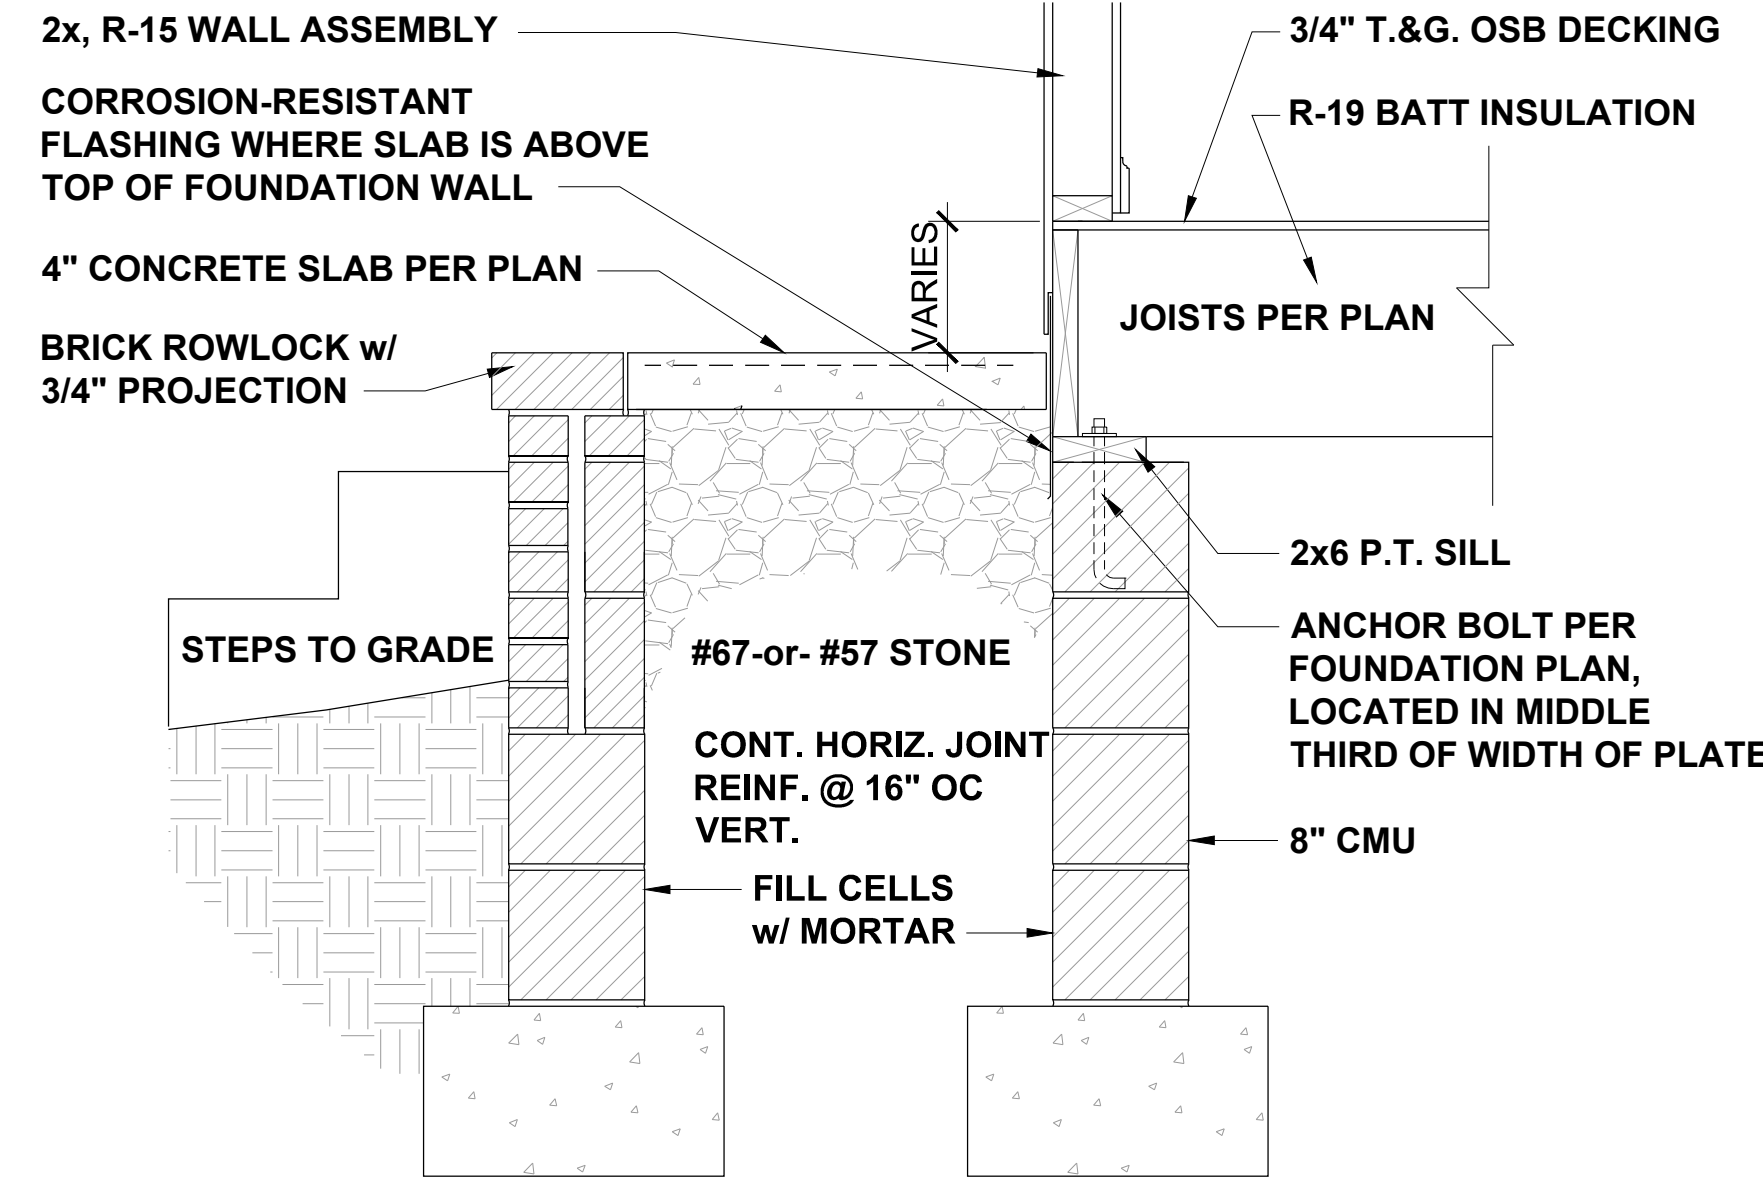 2x, R-15 WALL ASSEMBLY
CORROSION-RESISTANT
FLASHING WHERE SLAB IS ABOVE
TOP OF FOUNDATION WALL
4" CONCRETE SLAB PER PLAN
BRICK ROWLOCK w/
3/4" PROJECTION
VARIES
3/4" T.&G. OSB DECKING
R-19 BATT INSULATION
JOISTS PER PLAN
STEPS TO GRADE
#67-or- #57 STONE
CONT. HORIZ. JOINT
REINF. @ 16" OC
VERT.
FILL CELLS
w/ MORTAR
2x6 P.T. SILL
ANCHOR BOLT PER
FOUNDATION PLAN,
LOCATED IN MIDDLE
THIRD OF WIDTH OF PLATE
8" CMU